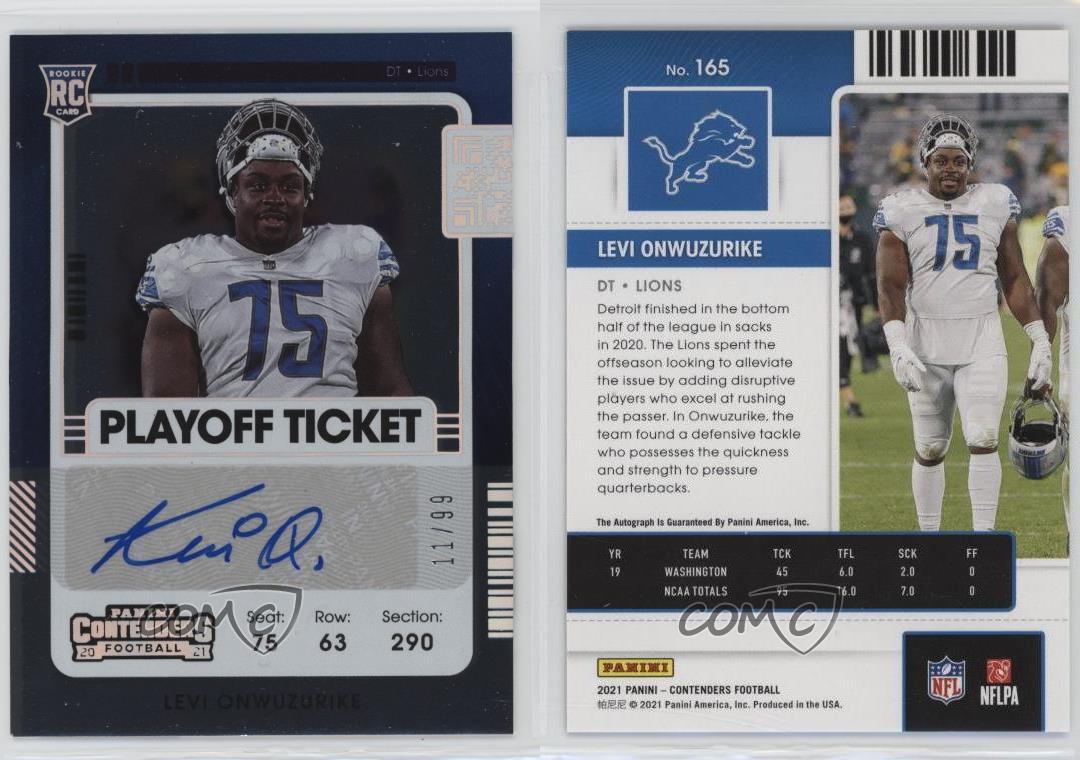 ROOKIE
RC
CARD
DT • Lions
75
PLAYOFF TICKET
11/99
PANINI
CONTENDERS
20 FOOTBALL 21
Seat: Row: Section:
75 63 290
LEVI ONWUZURIKE
COMC
No. 165
LEVI ONWUZURIKE
DT • LIONS
Detroit finished in the bottom
half of the league in sacks
in 2020. The Lions spent the
offseason looking to alleviate
the issue by adding disruptive
players who excel at rushing
the passer. In Onwuzurike, the
team found a defensive tackle
who possesses the quickness
and strength to pressure
quarterbacks.
75
The Autograph Is Guaranteed By Panini America, Inc.
YR TEAM TCK TFL SCK FF
19 WASHINGTON 45 6.0 2.0 0
NCAA TOTALS 95 16.0 7.0 0
COMC
PANINI
2021 PANINI – CONTENDERS FOOTBALL
帕尼尼 © 2021 Panini America, Inc. Produced in the USA.
NFL
NFLPA